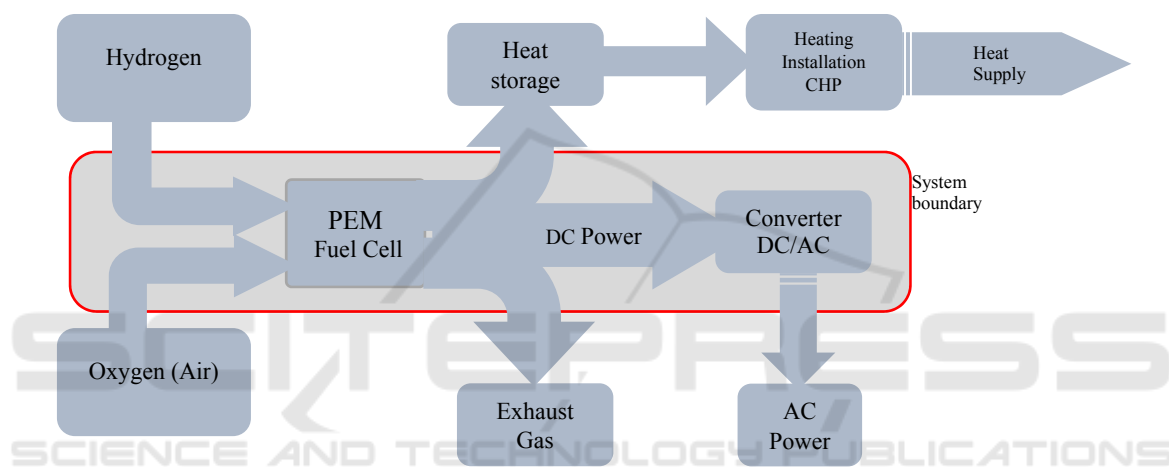 Hydrogen
Heat
storage
Heating
Installation
CHP
Heat
Supply
System
boundary
PEM
Fuel Cell
DC Power
Converter
DC/AC
Oxygen (Air)
Exhaust
Gas
AC
Power
SCITEPRESS
SCIENCE AND TECHNOLOGY PUBLICATIONS